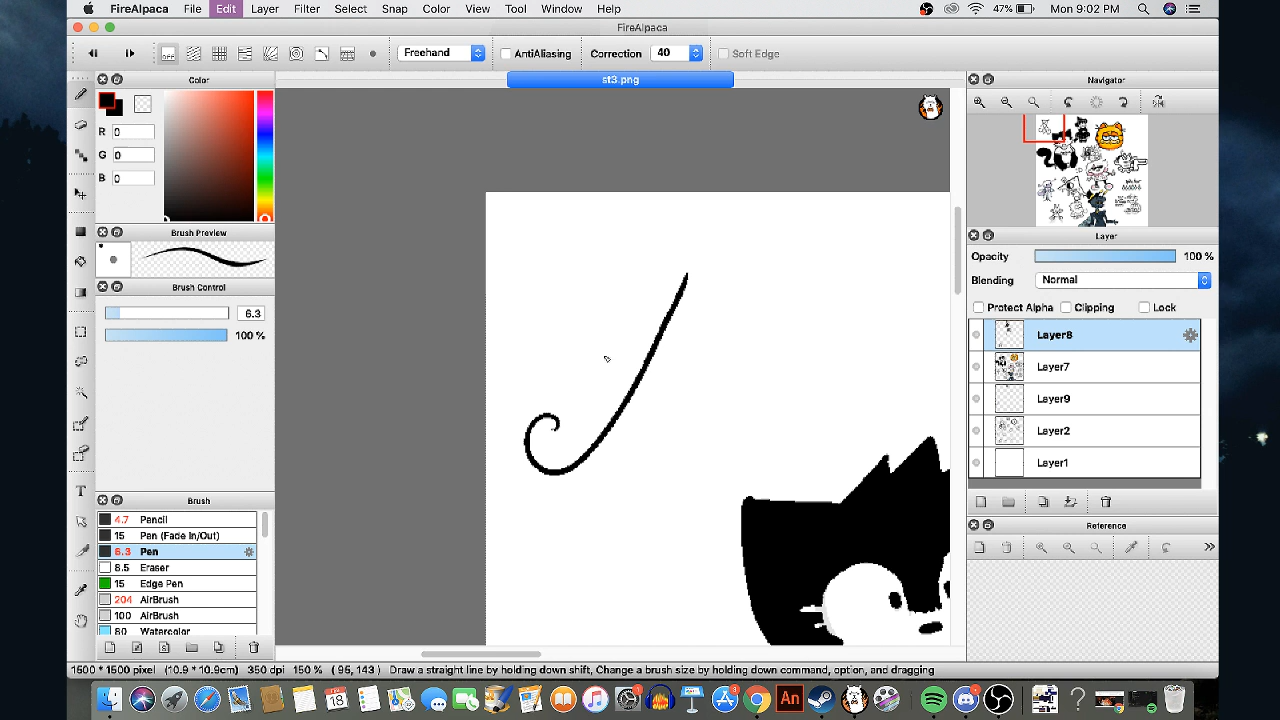 FireAlpaca File Edit Layer Filter Select Snap Color View Tool Window Help 47% Mon 9:02 PM
FireAlpaca
OFF Freehand AntiAliasing Correction 40 Soft Edge
st3.png
Color
R 0
G 0
B 0
Brush Preview
Brush Control
6.3
100 %
Brush
4.7 Pencil
15 Pen (Fade In/Out)
6.3 Pen
8.5 Eraser
15 Edge Pen
204 AirBrush
100 AirBrush
80 Watercolor
Navigator
Layer
Opacity 100 %
Blending Normal
Protect Alpha Clipping Lock
Layer8
Layer7
Layer9
Layer2
Layer1
Reference
1500 * 1500 pixel (10.9 * 10.9cm) 350 dpi 150 % ( 95, 143 ) Draw a straight line by holding down shift, Change a brush size by holding down command, option, and dragging
An